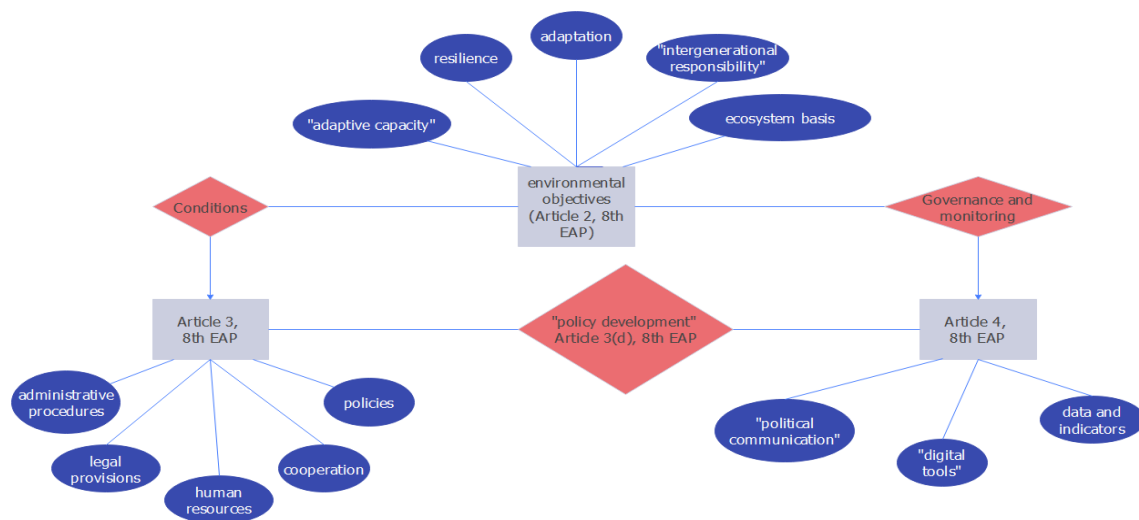 adaptation
resilience
"intergenerational
responsibility"
"adaptive capacity"
ecosystem basis
environmental
objectives
(Article 2, 8th
EAP)
Conditions
Governance and
monitoring
Article 3,
8th EAP
"policy development"
Article 3(d), 8th EAP
Article 4,
8th EAP
administrative
procedures
policies
legal
provisions
cooperation
human
resources
"political
communication"
"digital
tools"
data and
indicators